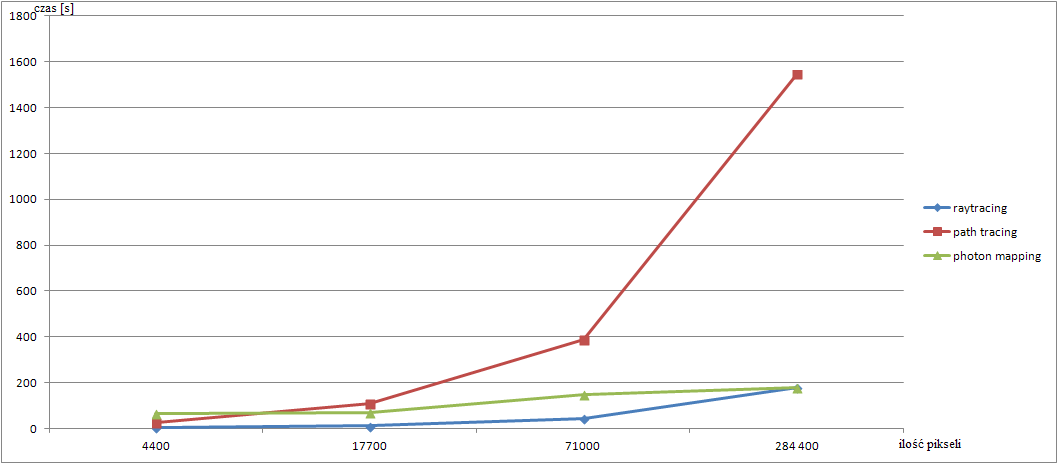 czas [s]
1800
1600
1400
1200
1000
800
600
400
200
0
4400
17700
71000
284 400
ilość pikseli
raytracing
path tracing
photon mapping